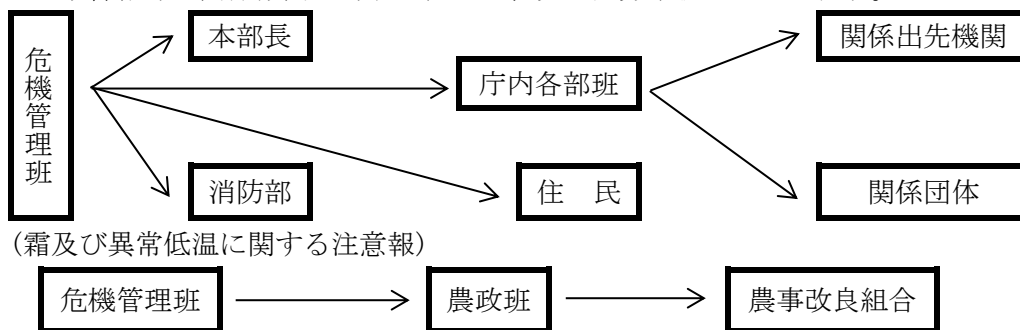 本部長
関係出先機関
危機管理班
庁内各部班
消防部
住　民
関係団体
(霜及び異常低温に関する注意報)
危機管理班
農政班
農事改良組合